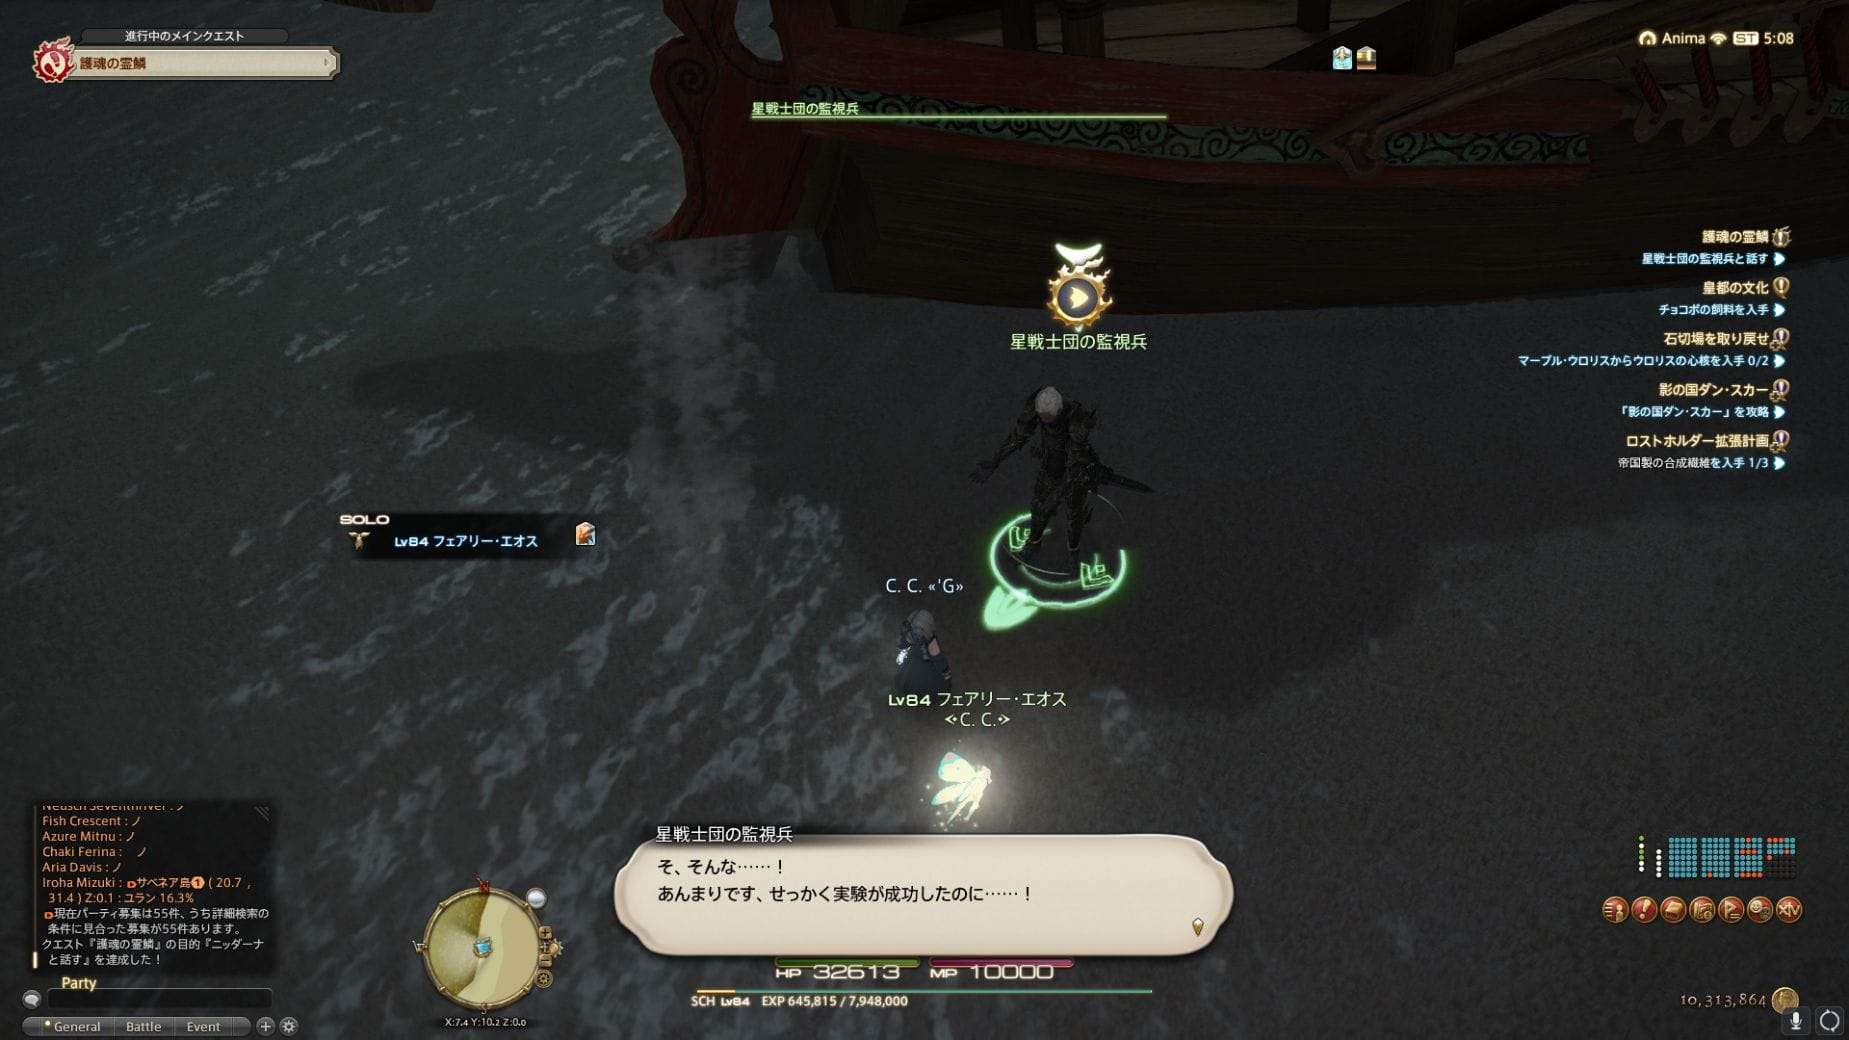 進行中のメインクエスト
護魂の霊鱗
Anima ST 5:08
星戦士団の監視兵
護魂の霊鱗
星戦士団の監視兵と話す
皇都の文化
チョコボの飼料を入手
石切場を取り戻せ
マーブル・ウロリスからウロリスの心核を入手 0/2
影の国ダン・スカー
「影の国ダン・スカー」を攻略
ロストホルダー拡張計画
帝国製の合成繊維を入手 1/3
星戦士団の監視兵
SOLO
Lv84 フェアリー・エオス
C. C. «'G»
Lv84 フェアリー・エオス
C. C.
星戦士団の監視兵
そ、そんな……！
あんまりです、せっかく実験が成功したのに……！
HP 32613 MP 10000
SCH Lv84 EXP 645,815 / 7,948,000
Fish Crescent : ノ
Azure Mitnu : ノ
Chaki Ferina : ノ
Aria Davis : ノ
Iroha Mizuki : サベネア島1 ( 20.7 ,
31.4 ) Z:0.1 : ユラン 16.3%
現在パーティ募集は55件、うち詳細検索の
条件に見合った募集が55件あります。
クエスト『護魂の霊鱗』の目的『ニッダーナ
と話す』を達成した！
Party
General Battle Event
X:7.4 Y:10.2 Z:0.0
10,313,864